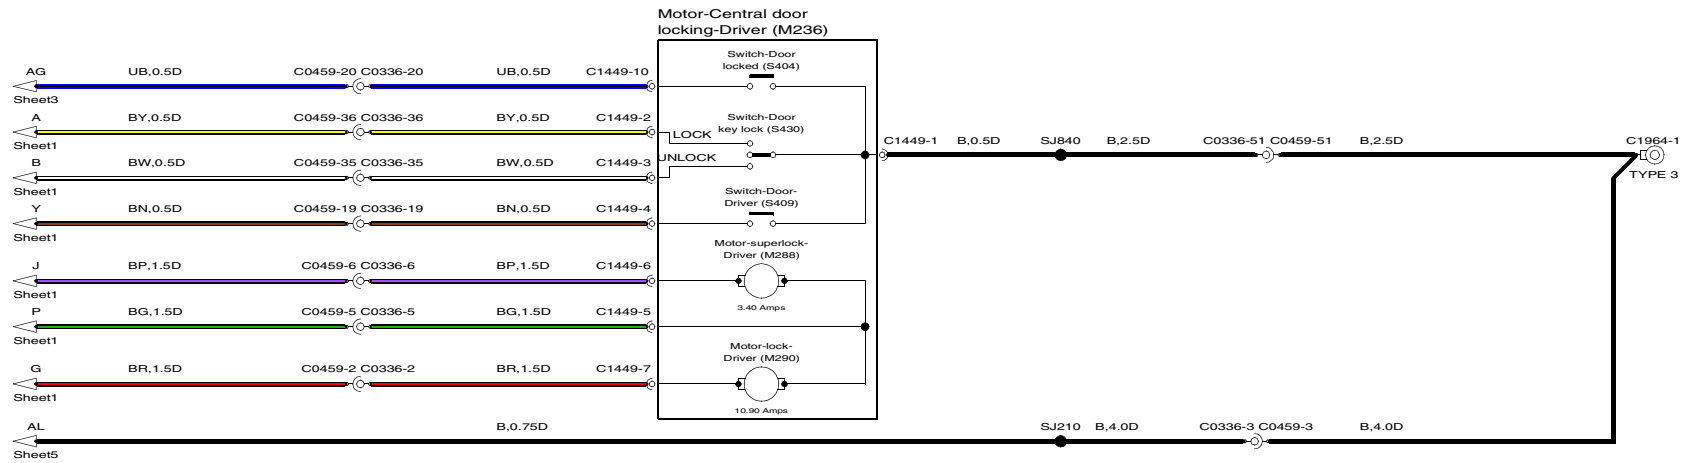 Motor-Central door
locking-Driver (M236)
Switch-Door
locked (S404)
AG UB,0.5D C0459-20 C0336-20 UB,0.5D C1449-10
Sheet3
A BY,0.5D C0459-36 C0336-36 BY,0.5D C1449-2
Sheet1
Switch-Door
key lock (S430)
LOCK
UNLOCK
C1449-1 B,0.5D SJ840 B,2.5D C0336-51 C0459-51 B,2.5D C1964-1
TYPE 3
B BW,0.5D C0459-35 C0336-35 BW,0.5D C1449-3
Sheet1
Switch-Door-
Driver (S409)
Y BN,0.5D C0459-19 C0336-19 BN,0.5D C1449-4
Sheet1
Motor-superlock-
Driver (M288)
J BP,1.5D C0459-6 C0336-6 BP,1.5D C1449-6
Sheet1
3.40 Amps
P BG,1.5D C0459-5 C0336-5 BG,1.5D C1449-5
Sheet1
Motor-lock-
Driver (M290)
G BR,1.5D C0459-2 C0336-2 BR,1.5D C1449-7
Sheet1
10.90 Amps
AL B,0.75D SJ210 B,4.0D C0336-3 C0459-3 B,4.0D
Sheet5